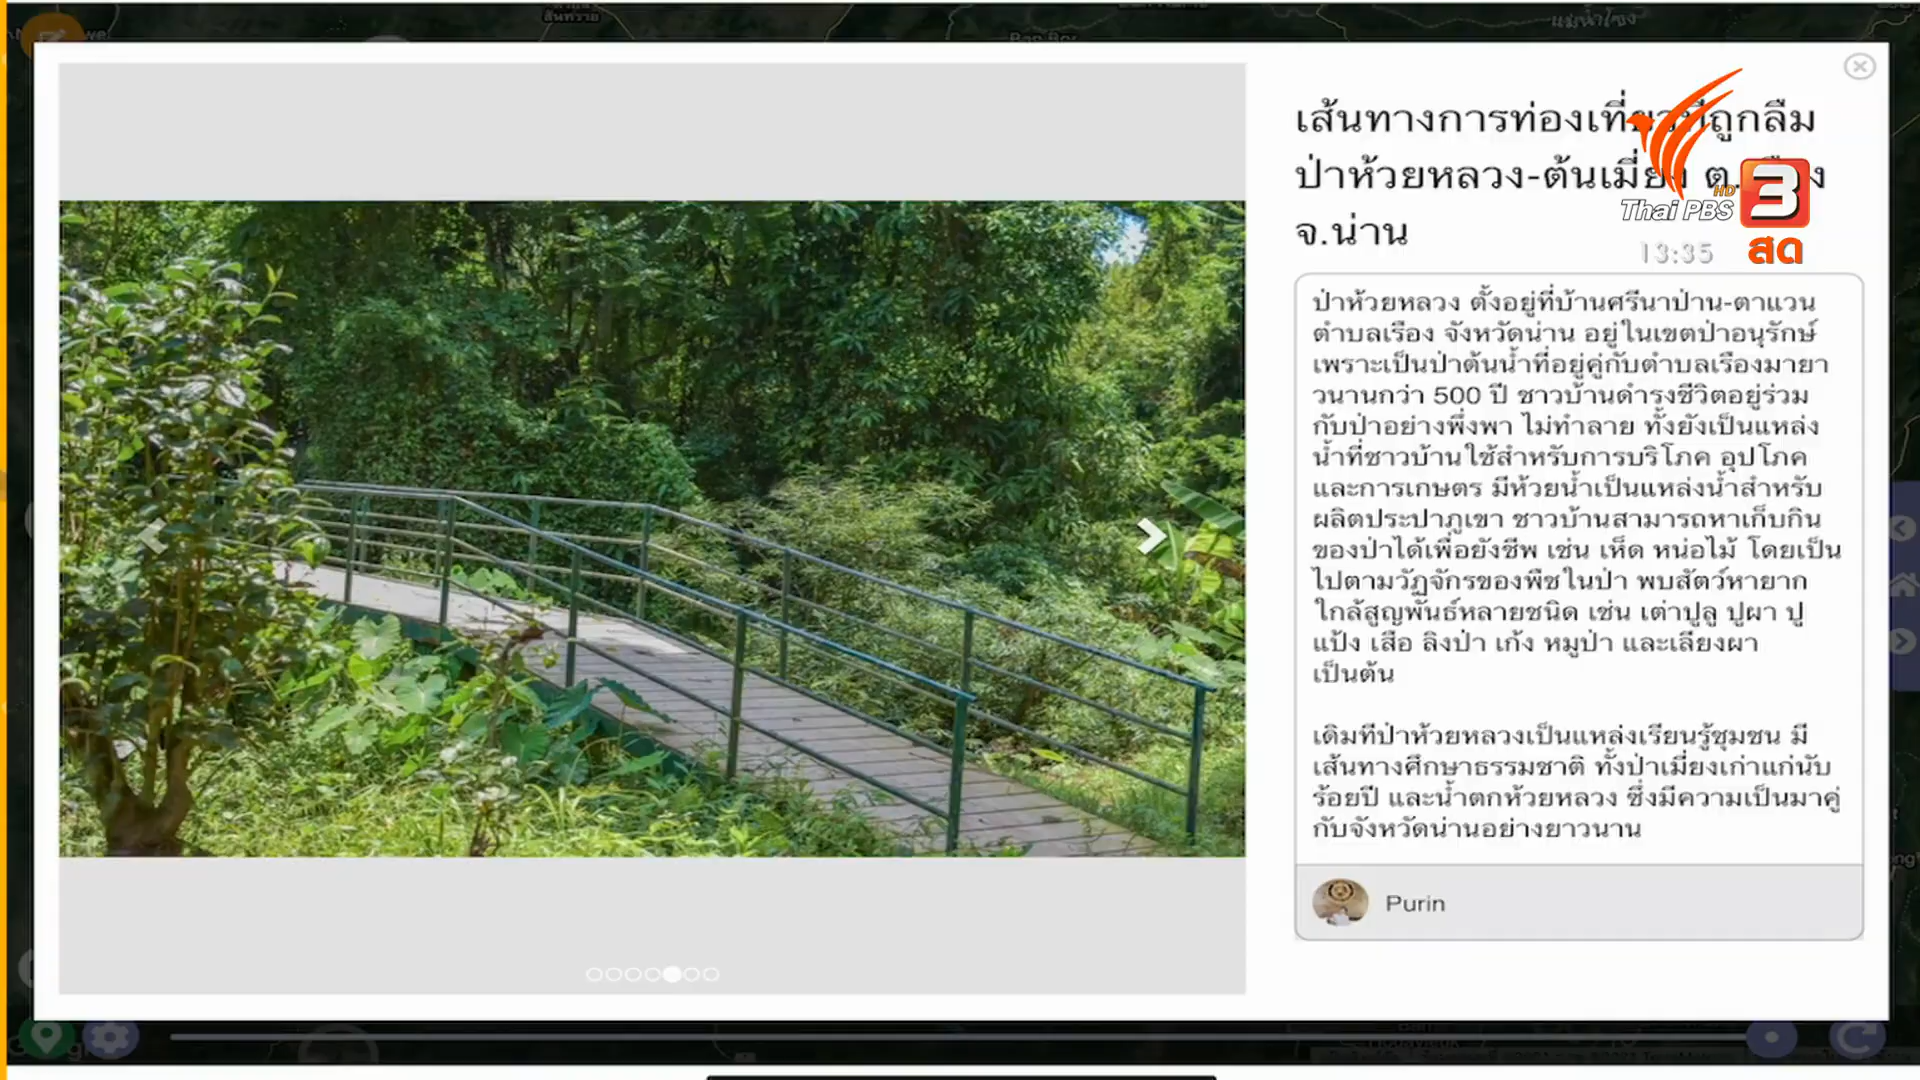 สันทราย
แม่น้ำโขง
เส้นทางการท่องเที่ยวที่ถูกลืม
ป่าห้วยหลวง-ต้นเมี่ยง ต.เรือง
จ.น่าน
HD
Thai PBS
3
13:35
สด
ป่าห้วยหลวง ตั้งอยู่ที่บ้านศรีนาป่าน-ตาแวน
ตำบลเรือง จังหวัดน่าน อยู่ในเขตป่าอนุรักษ์
เพราะเป็นป่าต้นน้ำที่อยู่คู่กับตำบลเรืองมายา
วนานกว่า 500 ปี ชาวบ้านดำรงชีวิตอยู่ร่วม
กับป่าอย่างพึ่งพา ไม่ทำลาย ทั้งยังเป็นแหล่ง
น้ำที่ชาวบ้านใช้สำหรับการบริโภค อุปโภค
และการเกษตร มีห้วยน้ำเป็นแหล่งน้ำสำหรับ
ผลิตประปาภูเขา ชาวบ้านสามารถหาเก็บกิน
ของป่าได้เพื่อยังชีพ เช่น เห็ด หน่อไม้ โดยเป็น
ไปตามวัฏจักรของพืชในป่า พบสัตว์หายาก
ใกล้สูญพันธ์หลายชนิด เช่น เต่าปูลู ปูผา ปู
แป้ง เสือ ลิงป่า เก้ง หมูป่า และเลียงผา
เป็นต้น
เดิมทีป่าห้วยหลวงเป็นแหล่งเรียนรู้ชุมชน มี
เส้นทางศึกษาธรรมชาติ ทั้งป่าเมี่ยงเก่าแก่นับ
ร้อยปี และน้ำตกห้วยหลวง ซึ่งมีความเป็นมาคู่
กับจังหวัดน่านอย่างยาวนาน
Purin